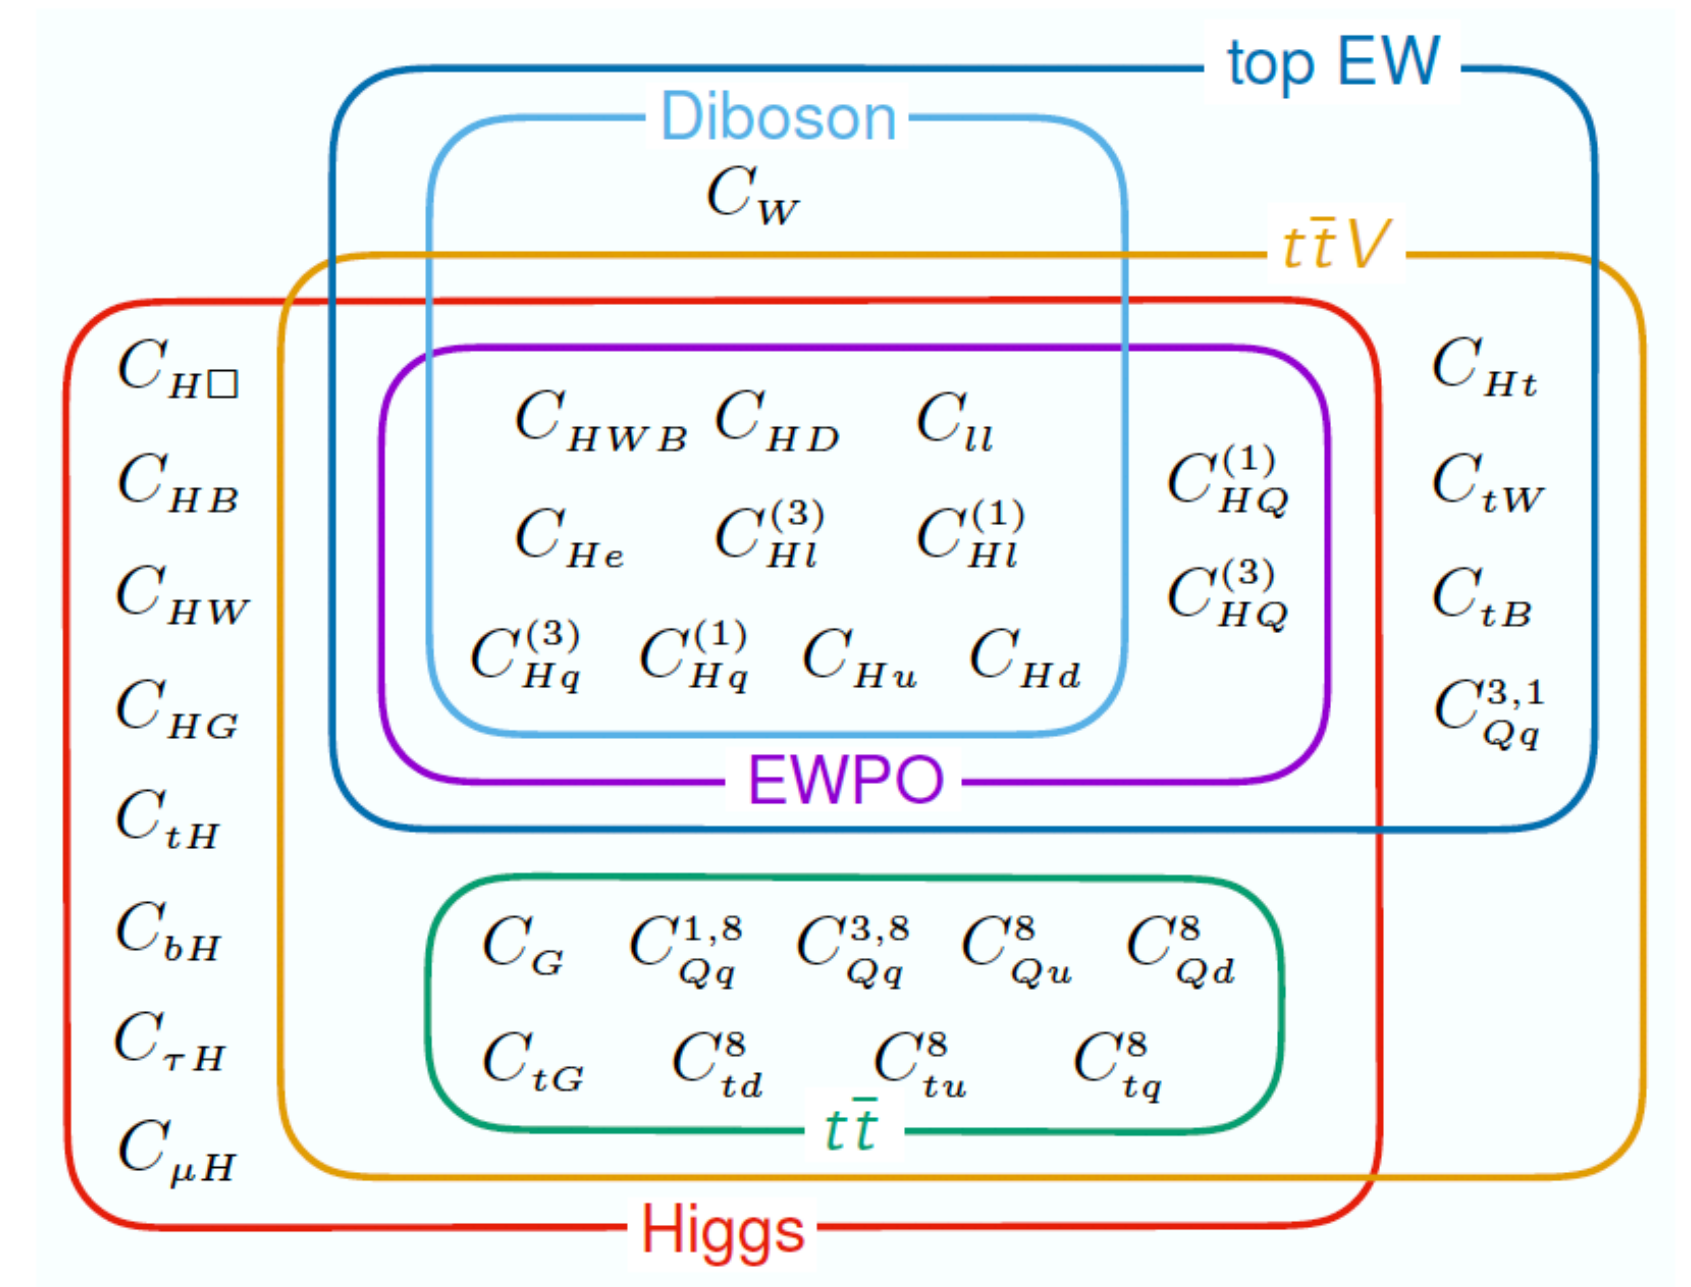 top EW
Diboson
C_W
tt̄V
C_{H□}
C_{HWB} C_{HD} C_{ll}
C_{Ht}
C_{HB}
C_{HQ}^{(1)}
C_{tW}
C_{He} C_{Hl}^{(3)} C_{Hl}^{(1)}
C_{HW}
C_{HQ}^{(3)}
C_{tB}
C_{Hq}^{(3)} C_{Hq}^{(1)} C_{Hu} C_{Hd}
C_{HG}
C_{Qq}^{3,1}
EWPO
C_{tH}
C_{bH}
C_G C_{Qq}^{1,8} C_{Qq}^{3,8} C_{Qu}^{8} C_{Qd}^{8}
C_{τH}
C_{tG} C_{td}^{8} C_{tu}^{8} C_{tq}^{8}
tt̄
C_{μH}
Higgs